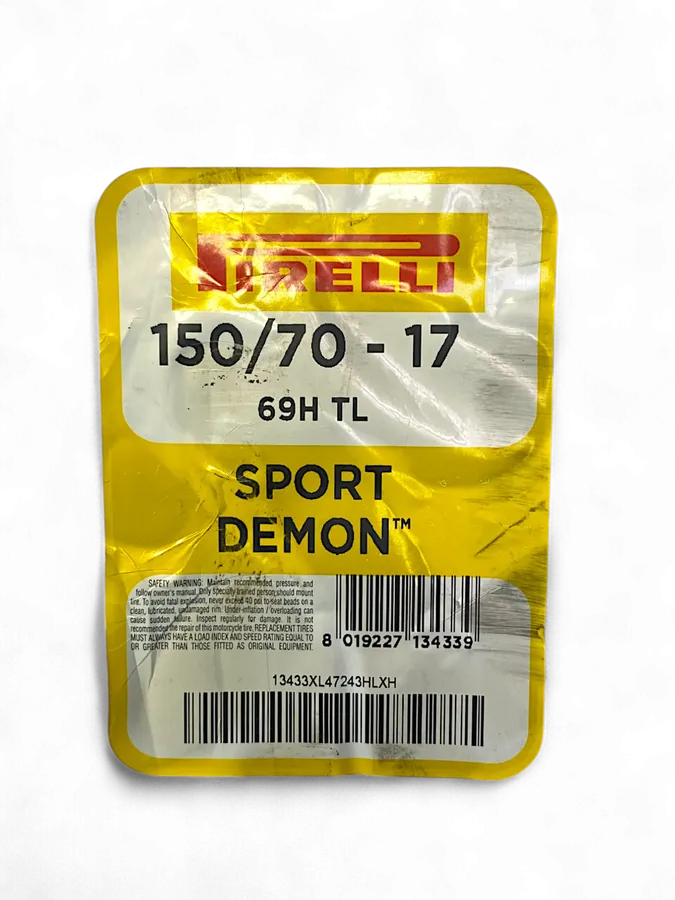 PIRELLI
150/70 - 17
69H TL
SPORT
DEMON™
SAFETY WARNING: Maintain recommended pressure and
follow owner's manual. Only specially trained person should mount
tire. To avoid fatal explosion, never exceed 40 psi to seat beads on a
clean, lubricated, undamaged rim. Under-inflation / overloading can
cause sudden failure. Inspect regularly for damage. It is not
recommended the repair of this motorcycle tire. REPLACEMENT TIRES
MUST ALWAYS HAVE A LOAD INDEX AND SPEED RATING EQUAL TO
OR GREATER THAN THOSE FITTED AS ORIGINAL EQUIPMENT.
8 019227 134339
13433XL47243HLXH